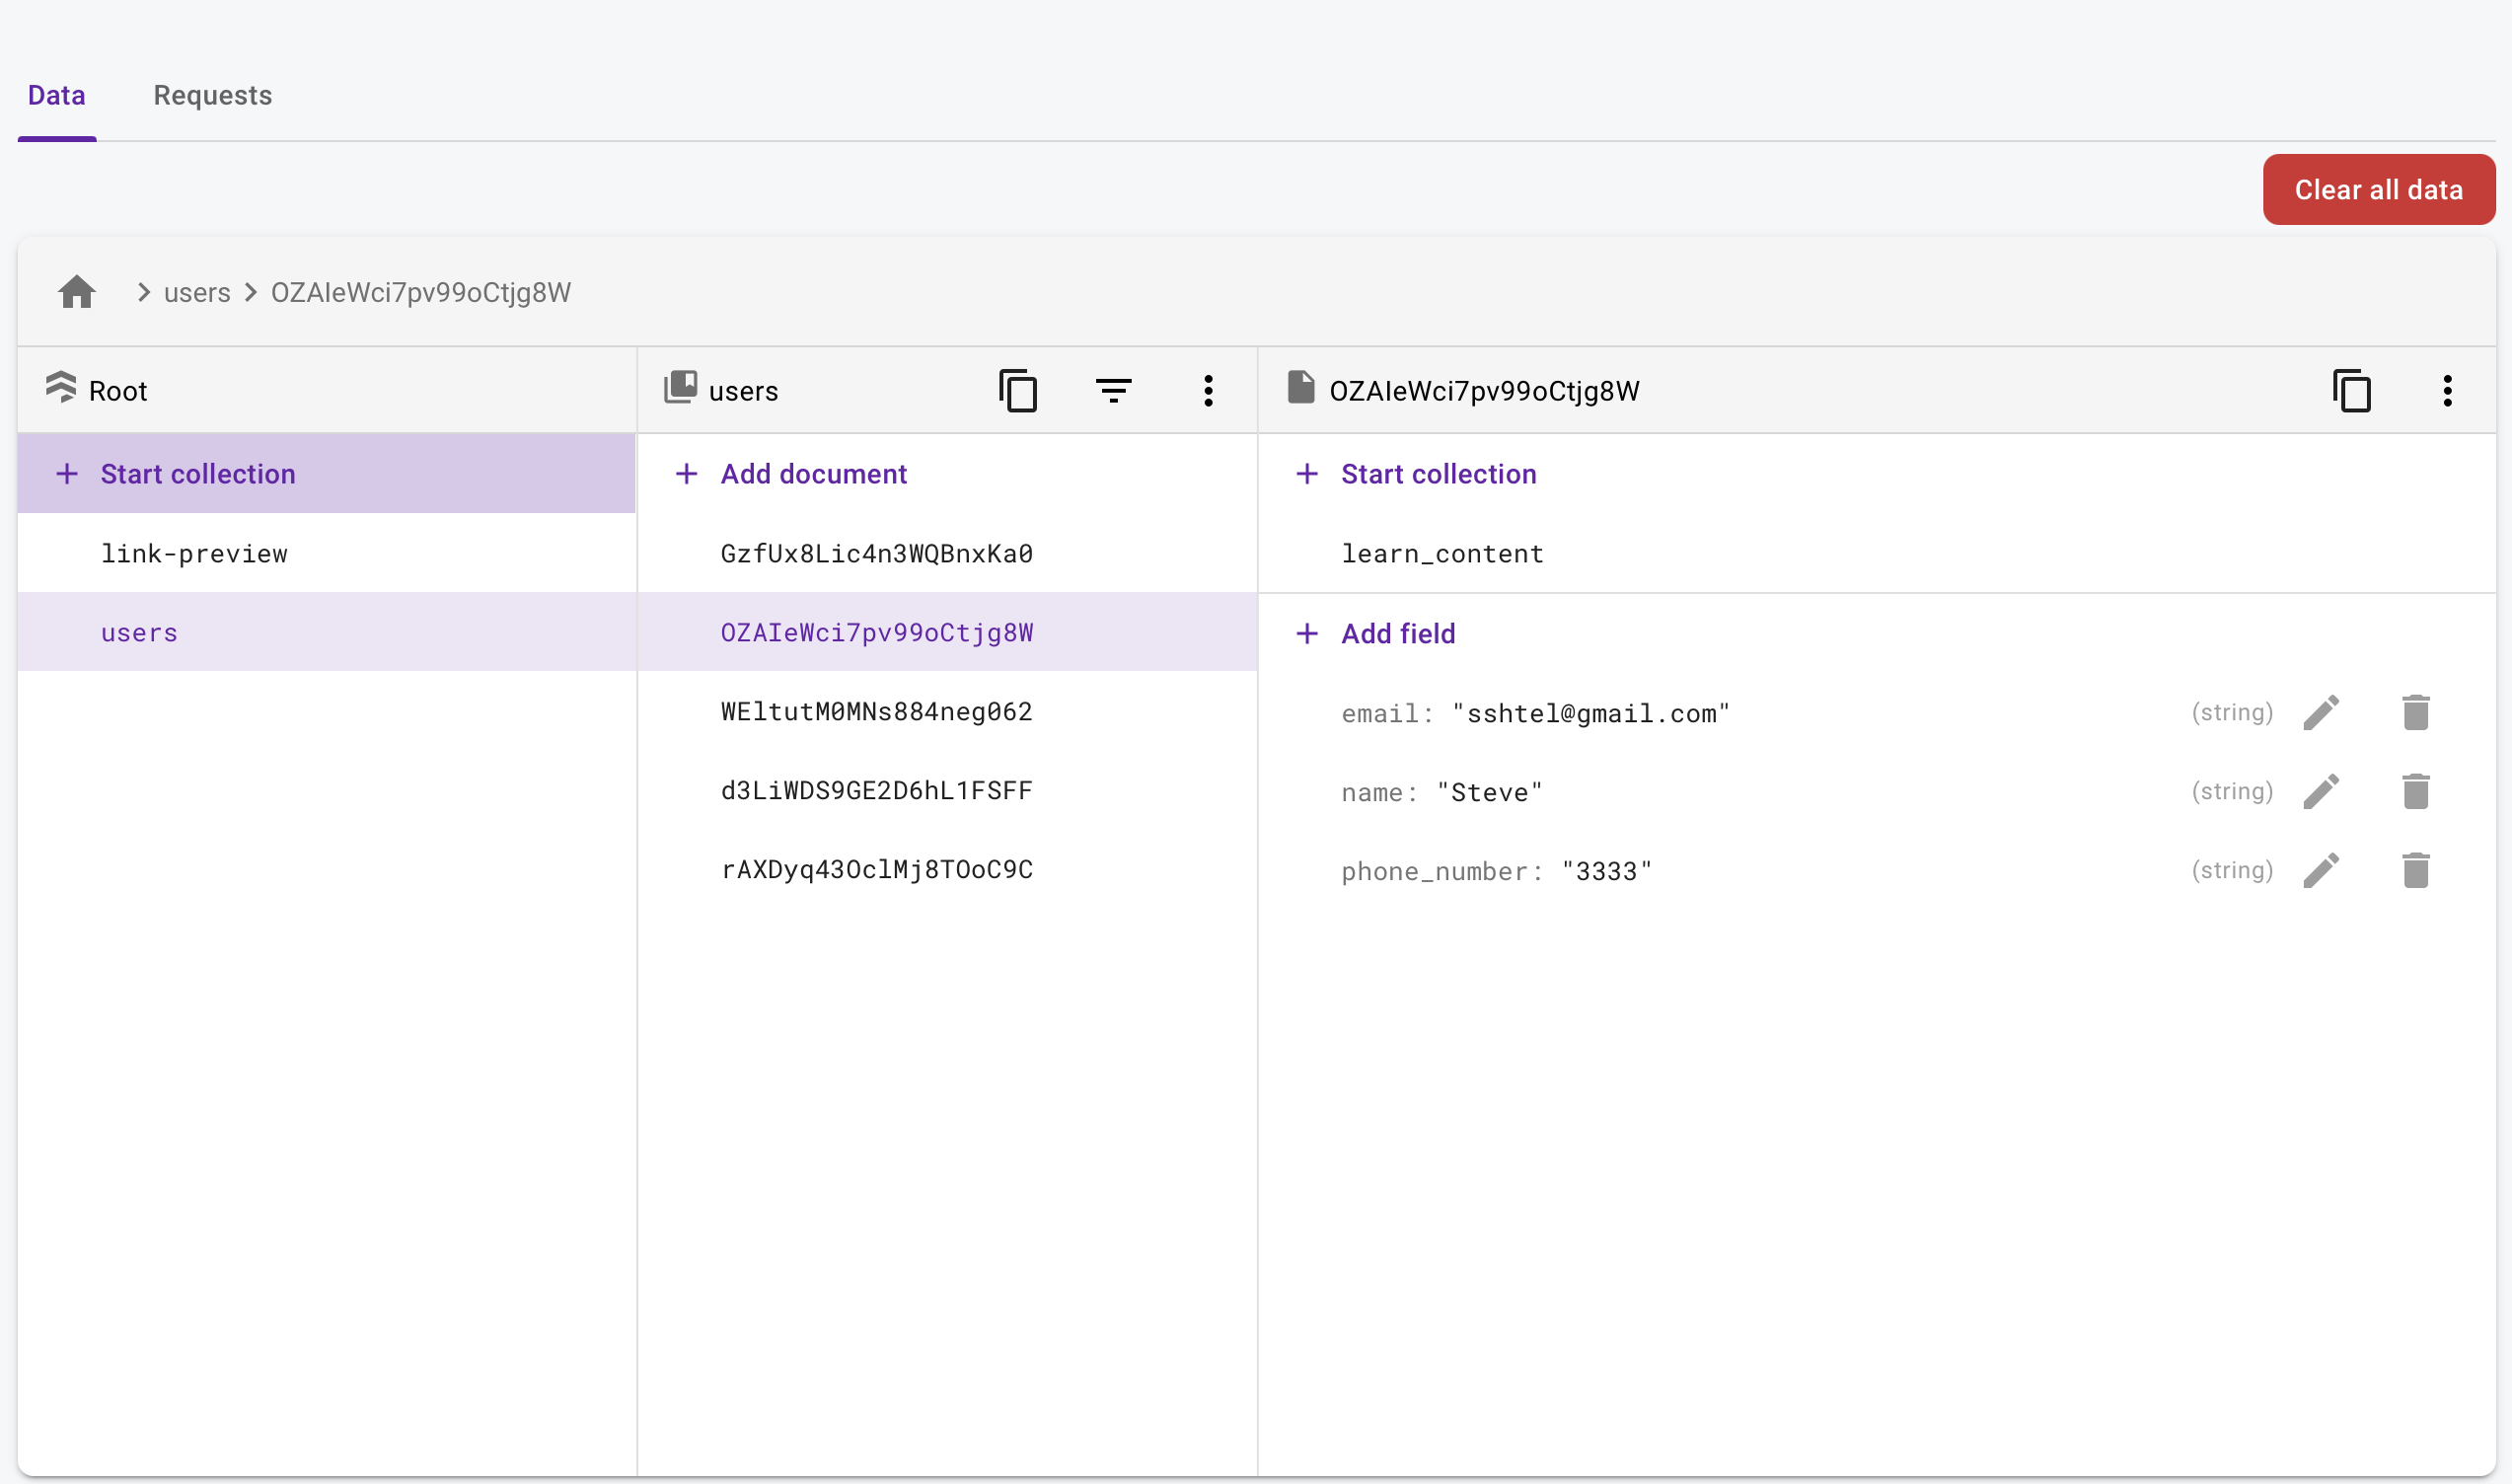 Data
Requests
Clear all data
users
OZAIeWci7pv99oCtjg8W
Root
users
OZAIeWci7pv99oCtjg8W
Start collection
link-preview
users
Add document
GzfUx8Lic4n3WQBnxKa0
OZAIeWci7pv99oCtjg8W
WEltutM0MNs884neg062
d3LiWDS9GE2D6hL1FSFF
rAXDyq43OclMj8TOoC9C
Start collection
learn_content
Add field
email: "sshtel@gmail.com" (string)
name: "Steve" (string)
phone_number: "3333" (string)